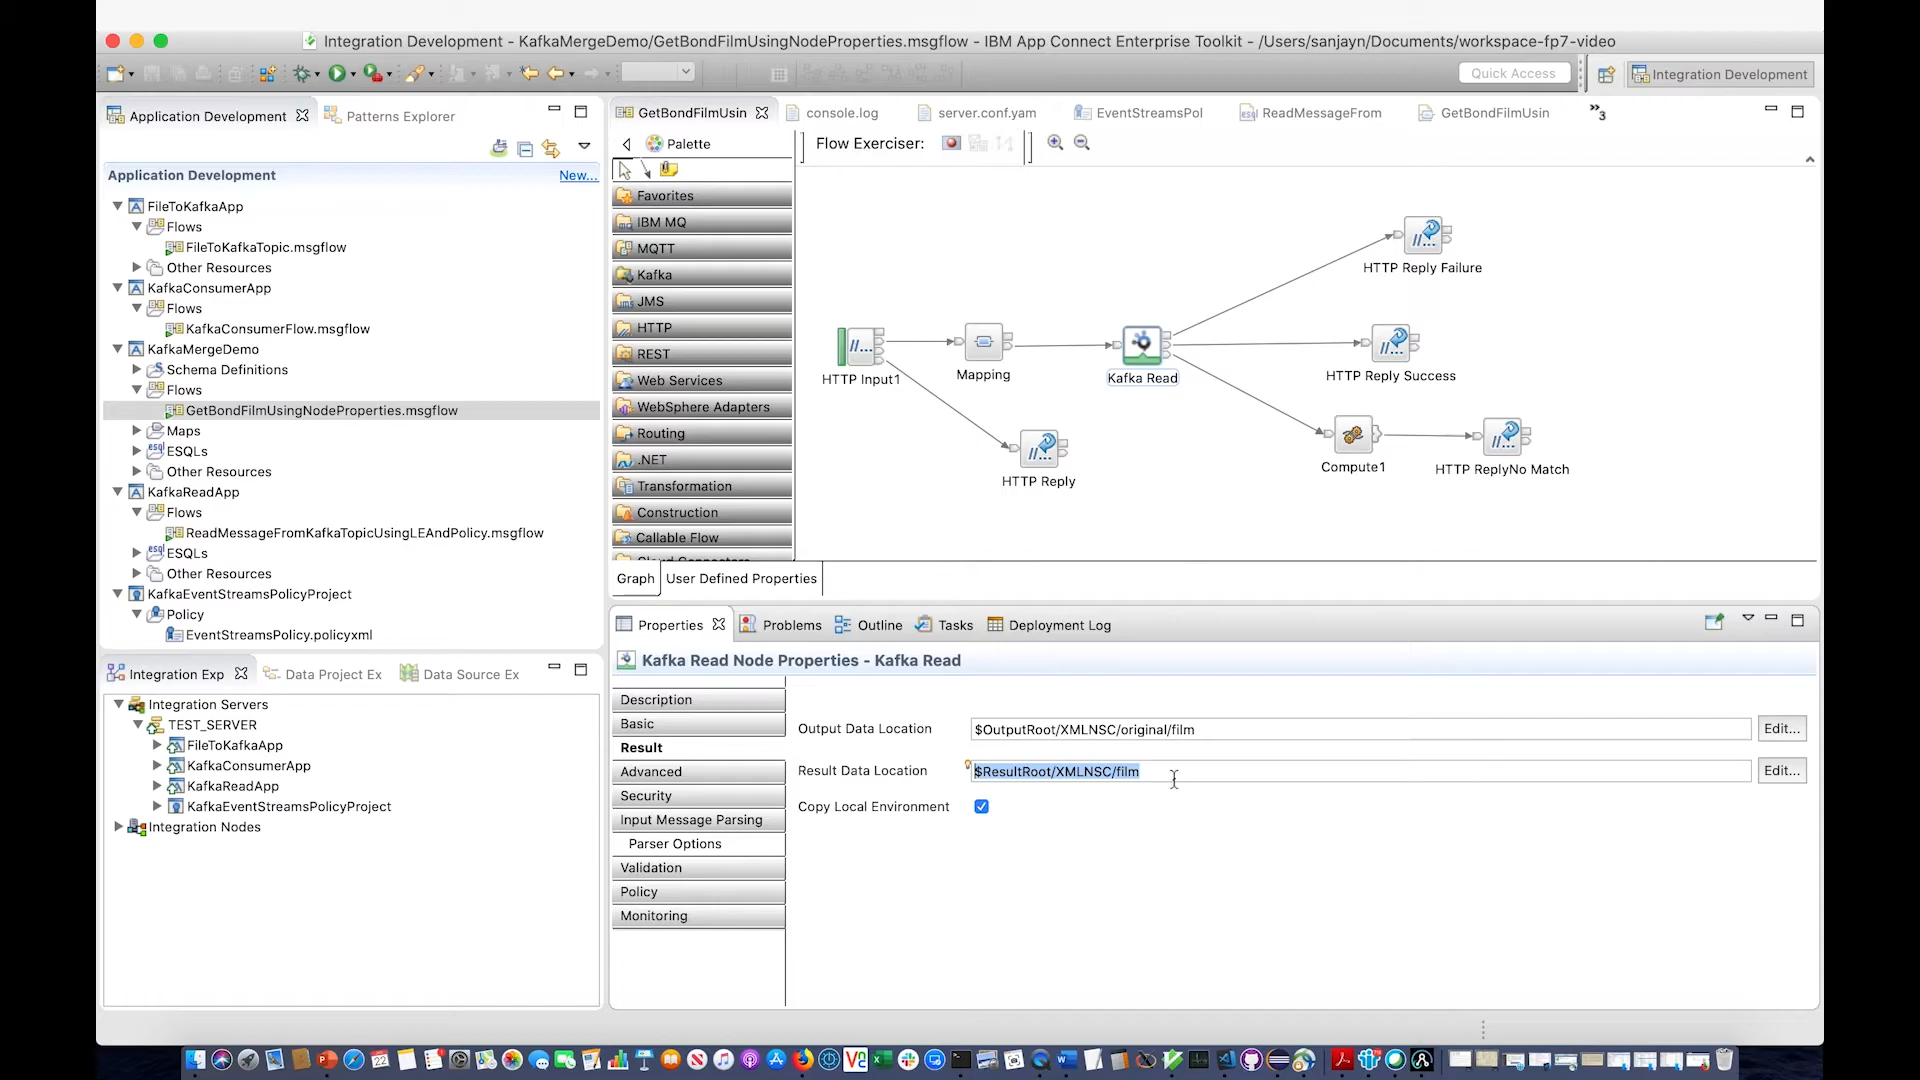 Integration Development - KafkaMergeDemo/GetBondFilmUsingNodeProperties.msgflow - IBM App Connect Enterprise Toolkit - /Users/sanjayn/Documents/workspace-fp7-video
Quick Access
Integration Development
Application Development
Patterns Explorer
Application Development
New...
FileToKafkaApp
Flows
FileToKafkaTopic.msgflow
Other Resources
KafkaConsumerApp
Flows
KafkaConsumerFlow.msgflow
KafkaMergeDemo
Schema Definitions
Flows
GetBondFilmUsingNodeProperties.msgflow
Maps
ESQLs
Other Resources
KafkaReadApp
Flows
ReadMessageFromKafkaTopicUsingLEAndPolicy.msgflow
ESQLs
Other Resources
KafkaEventStreamsPolicyProject
Policy
EventStreamsPolicy.policyxml
Integration Exp
Data Project Ex
Data Source Ex
Integration Servers
TEST_SERVER
FileToKafkaApp
KafkaConsumerApp
KafkaReadApp
KafkaEventStreamsPolicyProject
Integration Nodes
GetBondFilmUsin
console.log
server.conf.yam
EventStreamsPol
ReadMessageFrom
GetBondFilmUsin
3
Palette
Flow Exerciser:
Favorites
IBM MQ
MQTT
Kafka
JMS
HTTP
REST
Web Services
WebSphere Adapters
Routing
.NET
Transformation
Construction
Callable Flow
HTTP Input1
Mapping
Kafka Read
HTTP Reply Failure
HTTP Reply Success
HTTP Reply
Compute1
HTTP ReplyNo Match
Graph
User Defined Properties
Properties
Problems
Outline
Tasks
Deployment Log
Kafka Read Node Properties - Kafka Read
Description
Basic
Result
Advanced
Security
Input Message Parsing
Parser Options
Validation
Policy
Monitoring
Output Data Location
$OutputRoot/XMLNSC/original/film
Edit...
Result Data Location
$ResultRoot/XMLNSC/film
Edit...
Copy Local Environment